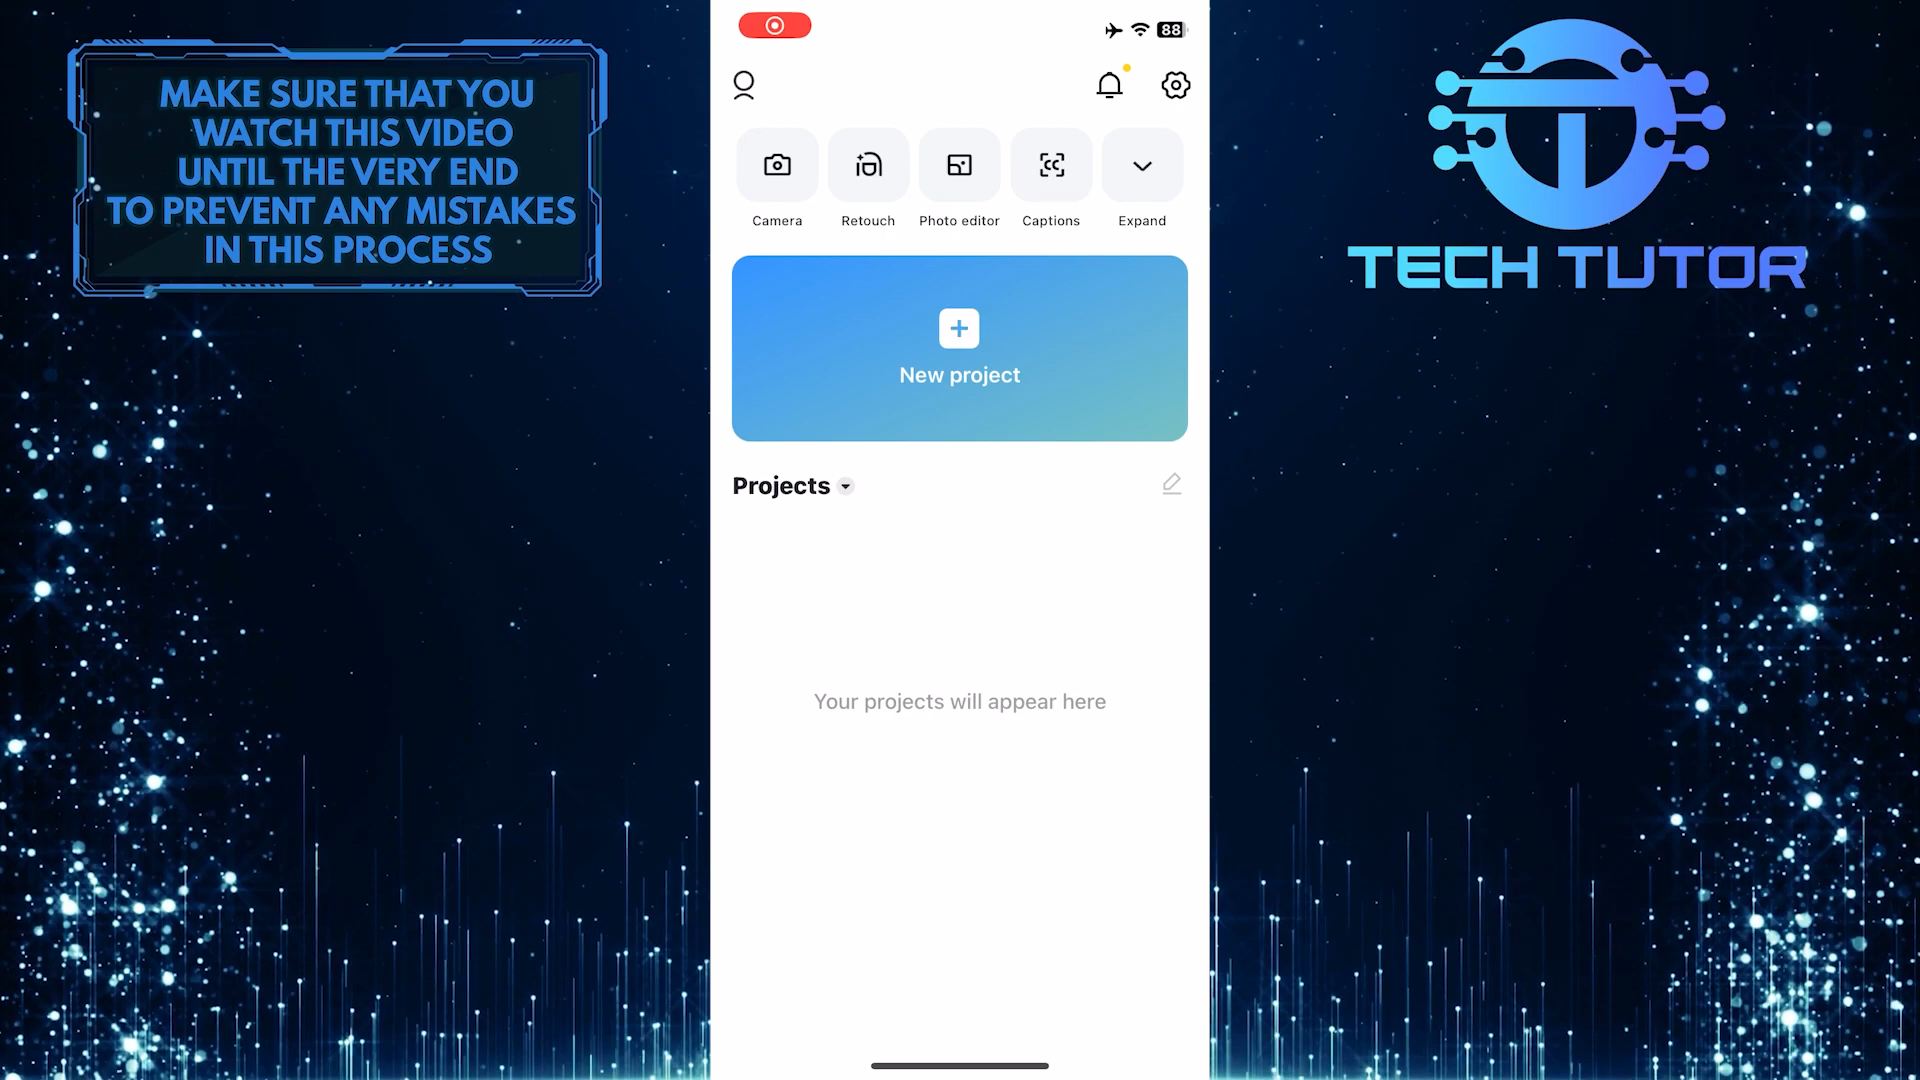 MAKE SURE THAT YOU
WATCH THIS VIDEO
UNTIL THE VERY END
TO PREVENT ANY MISTAKES
IN THIS PROCESS
88
Camera
Retouch
Photo editor
Captions
Expand
New project
Projects
Your projects will appear here
TECH TUTOR